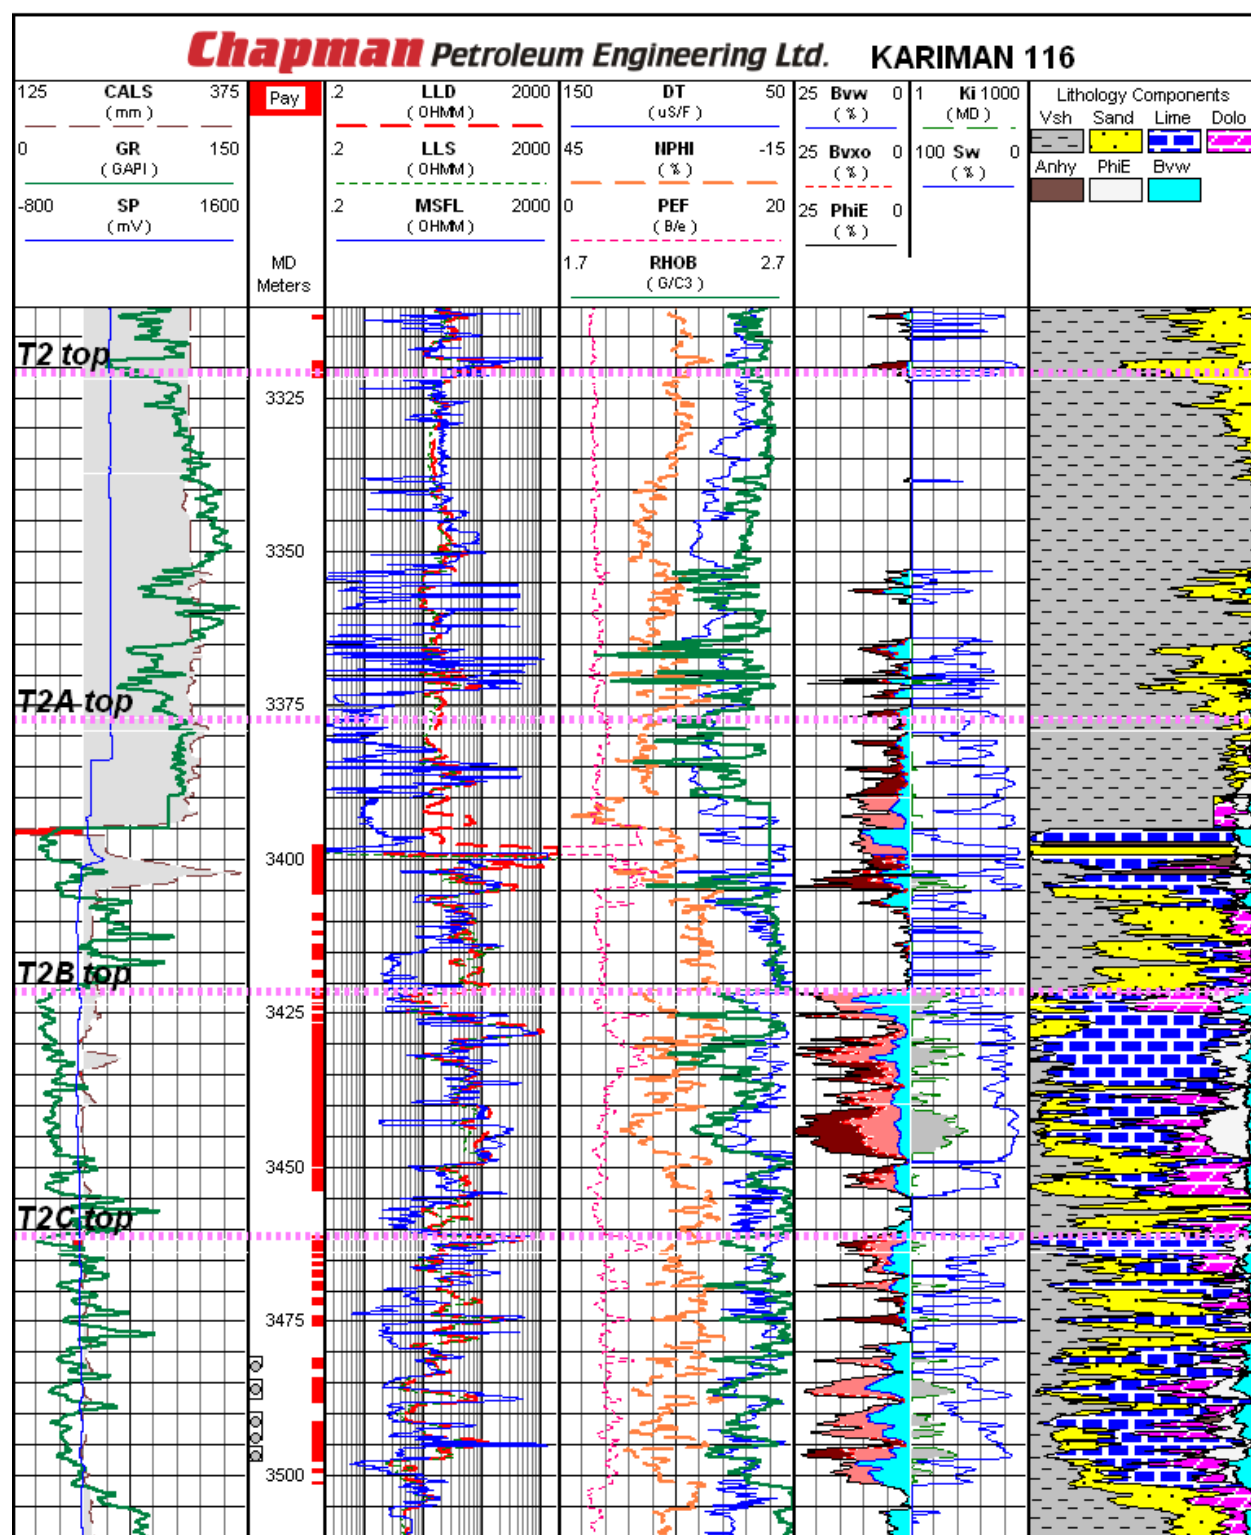 Chapman Petroleum Engineering Ltd. KARIMAN 116
125 CALS 375
(mm)
0 GR 150
(GAPI)
-800 SP 1600
(mV)
Pay
MD
Meters
.2 LLD 2000
(OHMM)
.2 LLS 2000
(OHMM)
.2 MSFL 2000
(OHMM)
150 DT 50
(uS/F)
45 NPHI -15
(%)
0 PEF 20
(B/e)
1.7 RHOB 2.7
(G/C3)
25 Bvw 0
(%)
25 Bvxo 0
(%)
25 PhiE 0
(%)
1 Ki 1000
(MD)
100 Sw 0
(%)
Lithology Components
Vsh Sand Lime Dolo
Anhy PhiE Bvw
T2 top
3325
3350
T2A top
3375
3400
T2B top
3425
3450
T2C top
3475
3500